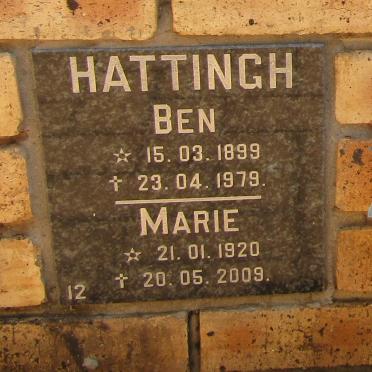 HATTINGH
BEN
☆ 15. 03. 1899
† 23. 04. 1979.
MARIE
☆ 21. 01. 1920
† 20. 05. 2009.
12